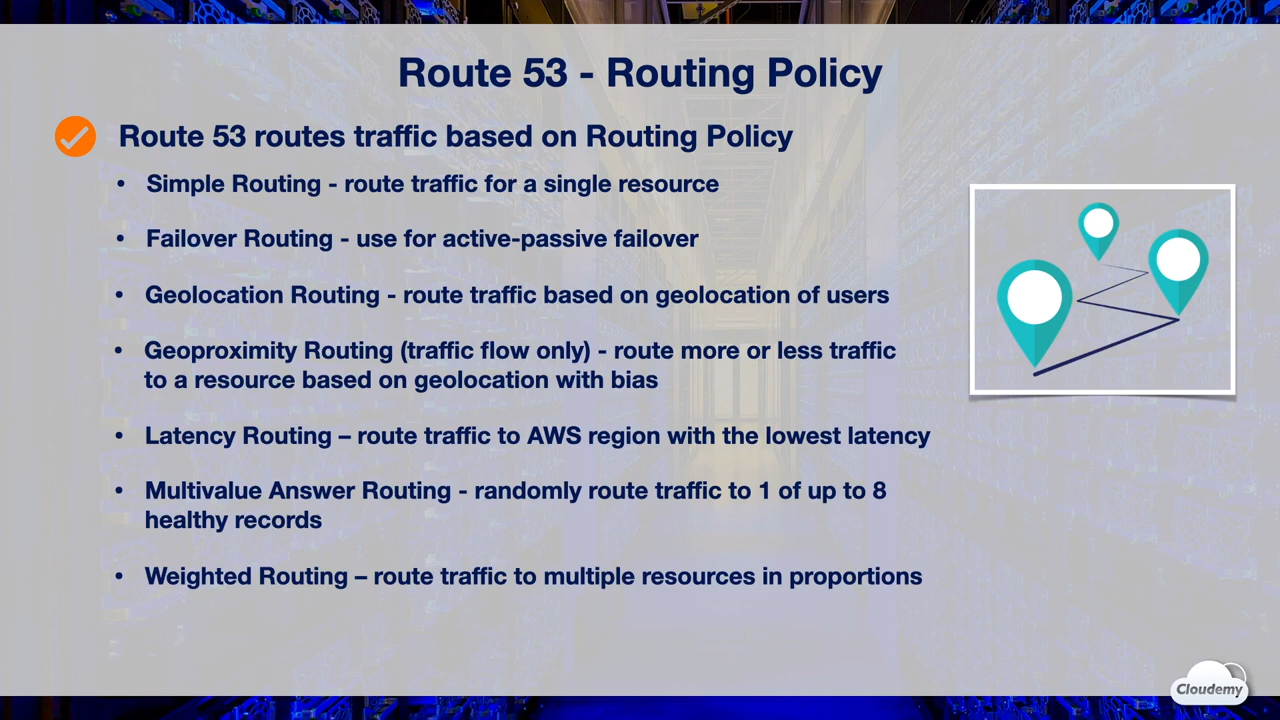 Route 53 - Routing Policy
Route 53 routes traffic based on Routing Policy
• Simple Routing - route traffic for a single resource
• Failover Routing - use for active-passive failover
• Geolocation Routing - route traffic based on geolocation of users
• Geoproximity Routing (traffic flow only) - route more or less traffic
to a resource based on geolocation with bias
• Latency Routing – route traffic to AWS region with the lowest latency
• Multivalue Answer Routing - randomly route traffic to 1 of up to 8
healthy records
• Weighted Routing – route traffic to multiple resources in proportions
Cloudemy